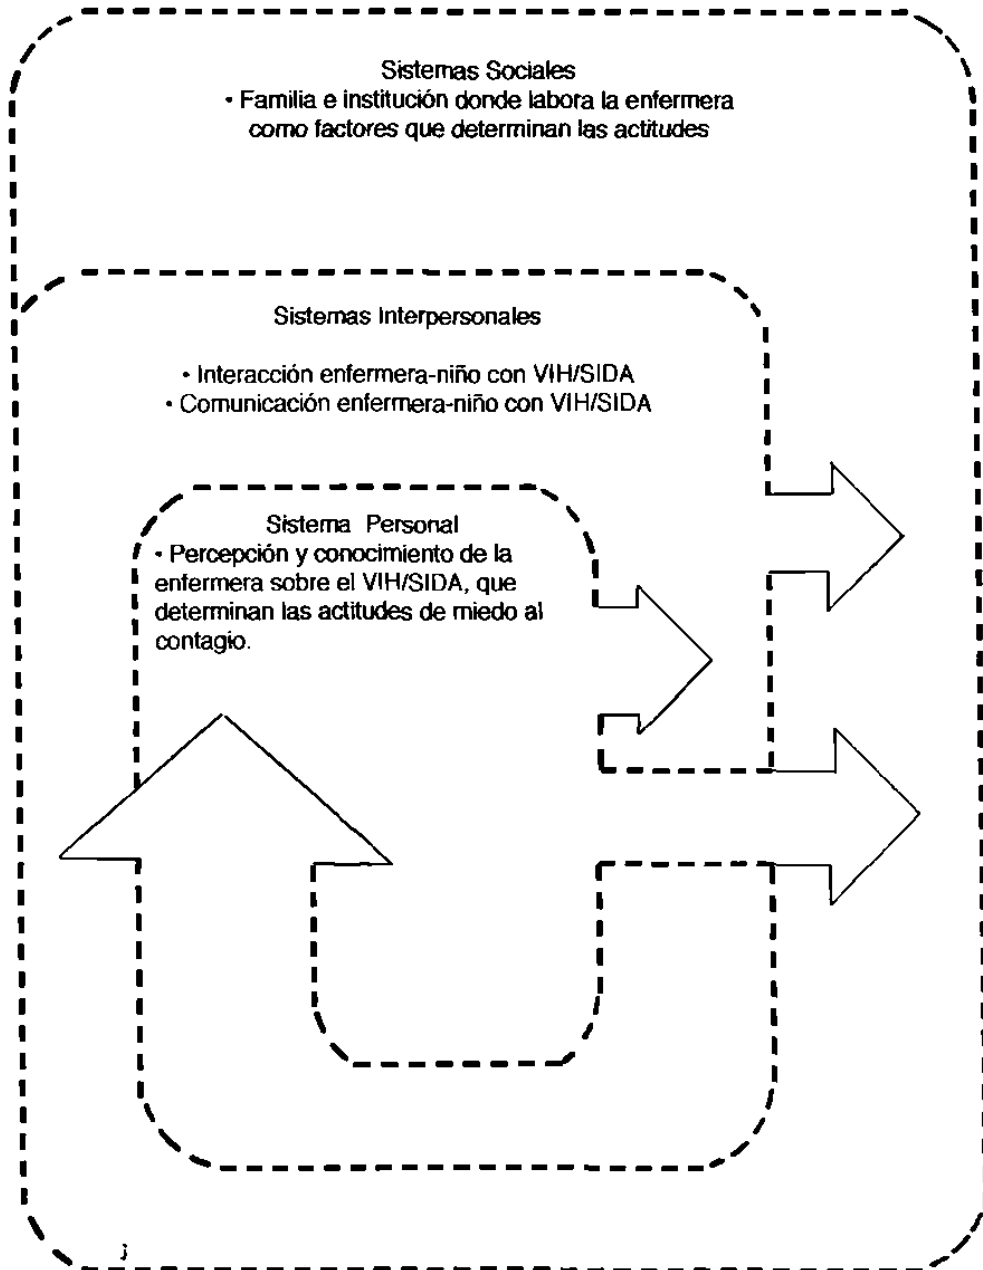 Sistemas Sociales
• Familia e institución donde labora la enfermera
como factores que determinan las actitudes
Sistemas Interpersonales
• Interacción enfermera-niño con VIH/SIDA
• Comunicación enfermera-niño con VIH/SIDA
Sistema Personal
• Percepción y conocimiento de la
enfermera sobre el VIH/SIDA, que
determinan las actitudes de miedo al
contagio.